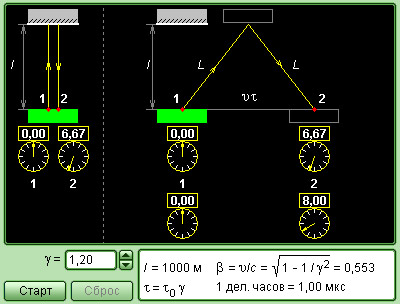 l
l
L
L
1
2
1
υτ
2
0,00
6,67
0,00
6,67
1
2
1
2
0,00
8,00
γ = 1,20
l = 1000 м β = υ/c = √1 - 1/γ² = 0,553
τ = τ₀ γ 1 дел. часов = 1,00 мкс
Старт
Сброс